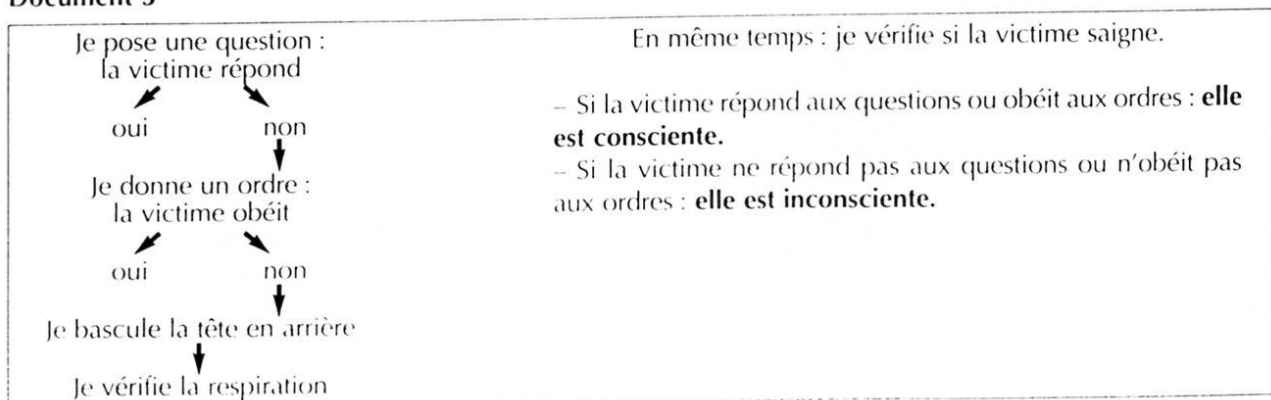 Je pose une question :
la victime répond
oui non
Je donne un ordre :
la victime obéit
oui non
Je bascule la tête en arrière
Je vérifie la respiration
En même temps : je vérifie si la victime saigne.
– Si la victime répond aux questions ou obéit aux ordres : elle
est consciente.
– Si la victime ne répond pas aux questions ou n'obéit pas
aux ordres : elle est inconsciente.